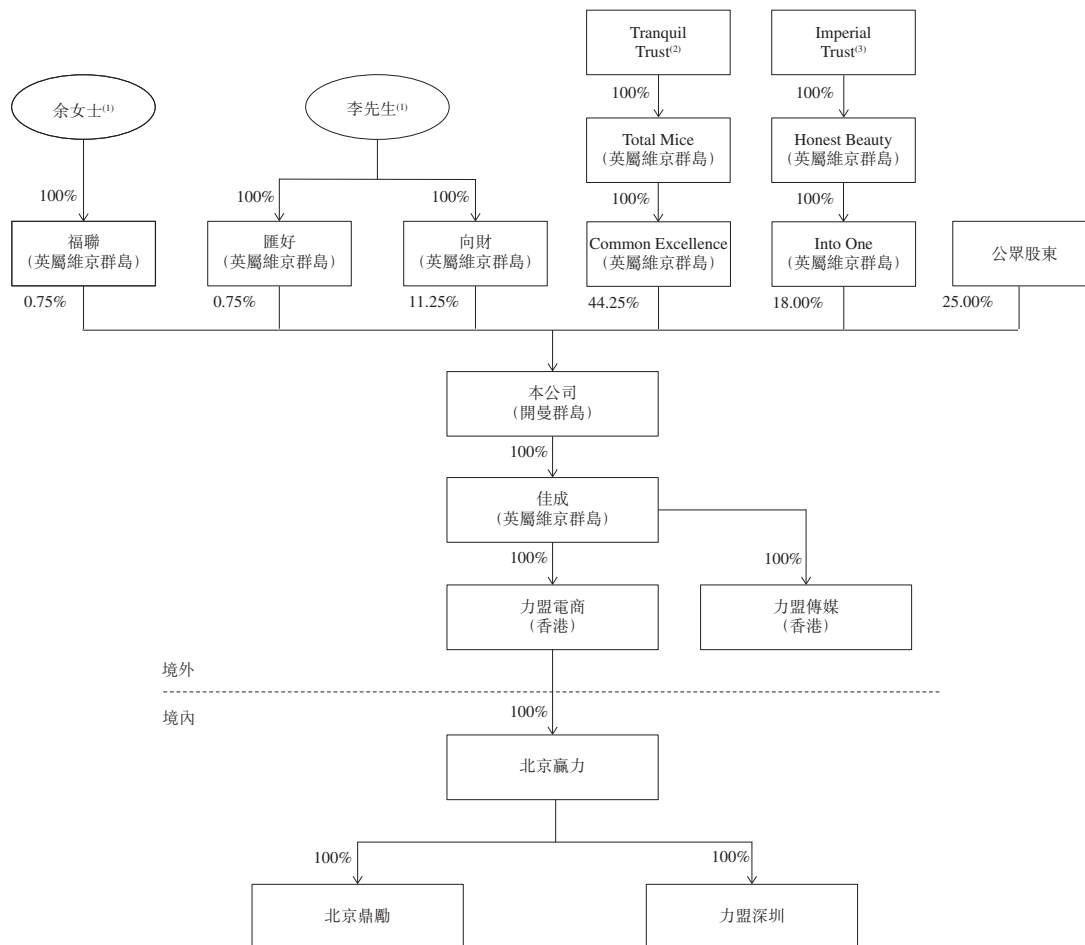 Tranquil
Trust(2)
Imperial
Trust(3)
余女士(1)
李先生(1)
100%
100%
Total Mice
(英屬維京群島)
Honest Beauty
(英屬維京群島)
100%
100%
100%
100%
100%
福聯
(英屬維京群島)
匯好
(英屬維京群島)
向財
(英屬維京群島)
Common Excellence
(英屬維京群島)
Into One
(英屬維京群島)
公眾股東
0.75%
0.75%
11.25%
44.25%
18.00%
25.00%
本公司
(開曼群島)
100%
佳成
(英屬維京群島)
100%
100%
力盟電商
(香港)
力盟傳媒
(香港)
境外
境內
100%
北京贏力
100%
100%
北京鼎勵
力盟深圳